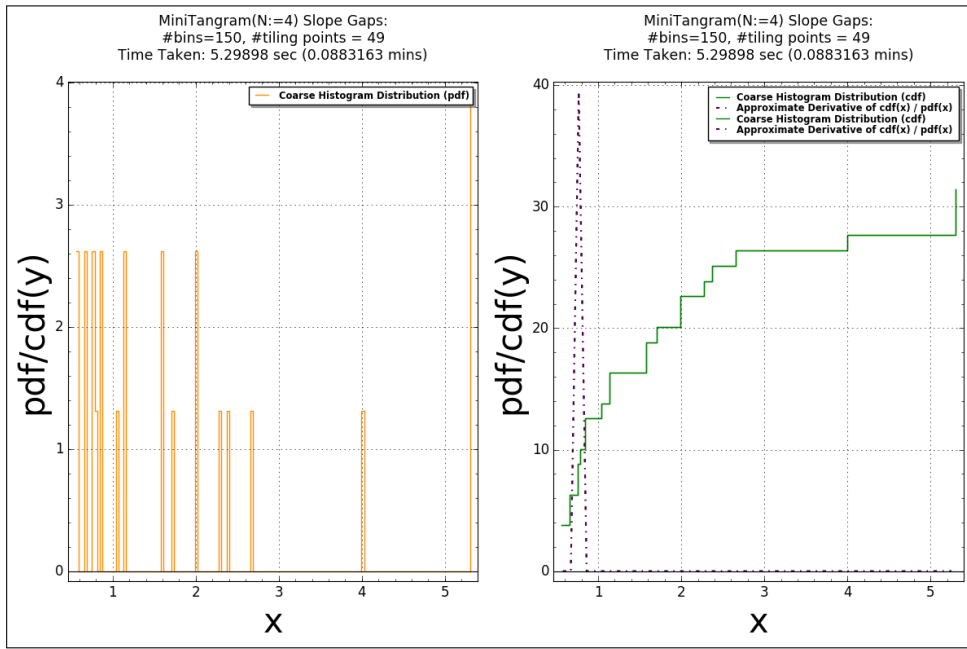 MiniTangram(N:=4) Slope Gaps:
#bins=150, #tiling points = 49
Time Taken: 5.29898 sec (0.0883163 mins)
Coarse Histogram Distribution (pdf)
pdf/cdf(y)
4
3
2
1
0
1
2
3
4
5
x
MiniTangram(N:=4) Slope Gaps:
#bins=150, #tiling points = 49
Time Taken: 5.29898 sec (0.0883163 mins)
Coarse Histogram Distribution (cdf)
Approximate Derivative of cdf(x) / pdf(x)
Coarse Histogram Distribution (cdf)
Approximate Derivative of cdf(x) / pdf(x)
pdf/cdf(y)
40
30
20
10
0
1
2
3
4
5
x